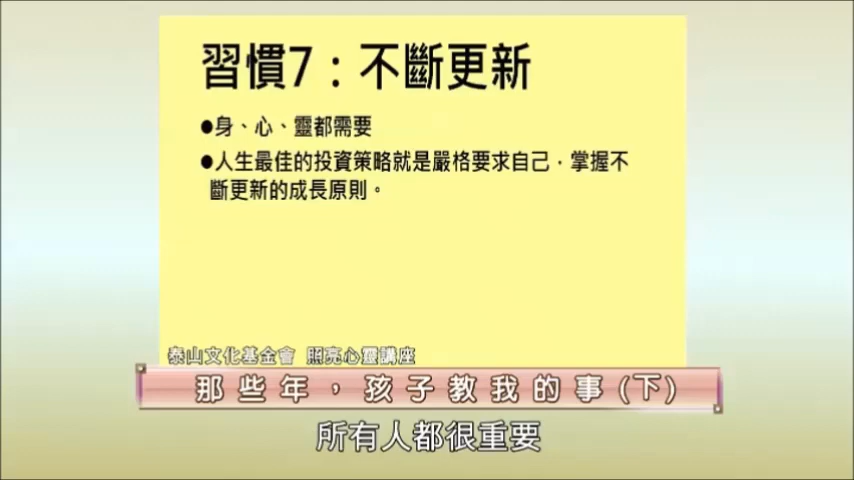 習慣7：不斷更新
●身、心、靈都需要
●人生最佳的投資策略就是嚴格要求自己，掌握不
斷更新的成長原則。
泰山文化基金會 照亮心靈講座
那些年，孩子教我的事(下)
所有人都很重要